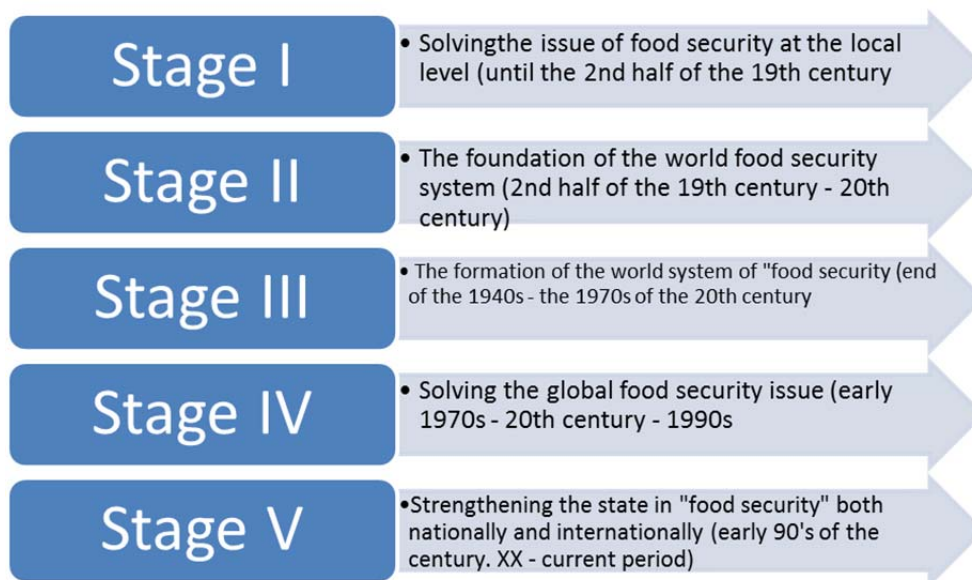 Stage I
• Solvingthe issue of food security at the local
level (until the 2nd half of the 19th century
Stage II
• The foundation of the world food security
system (2nd half of the 19th century - 20th
century)
Stage III
• The formation of the world system of "food security (end
of the 1940s - the 1970s of the 20th century
Stage IV
• Solving the global food security issue (early
1970s - 20th century - 1990s
Stage V
•Strengthening the state in "food security" both
nationally and internationally (early 90's of the
century. XX - current period)